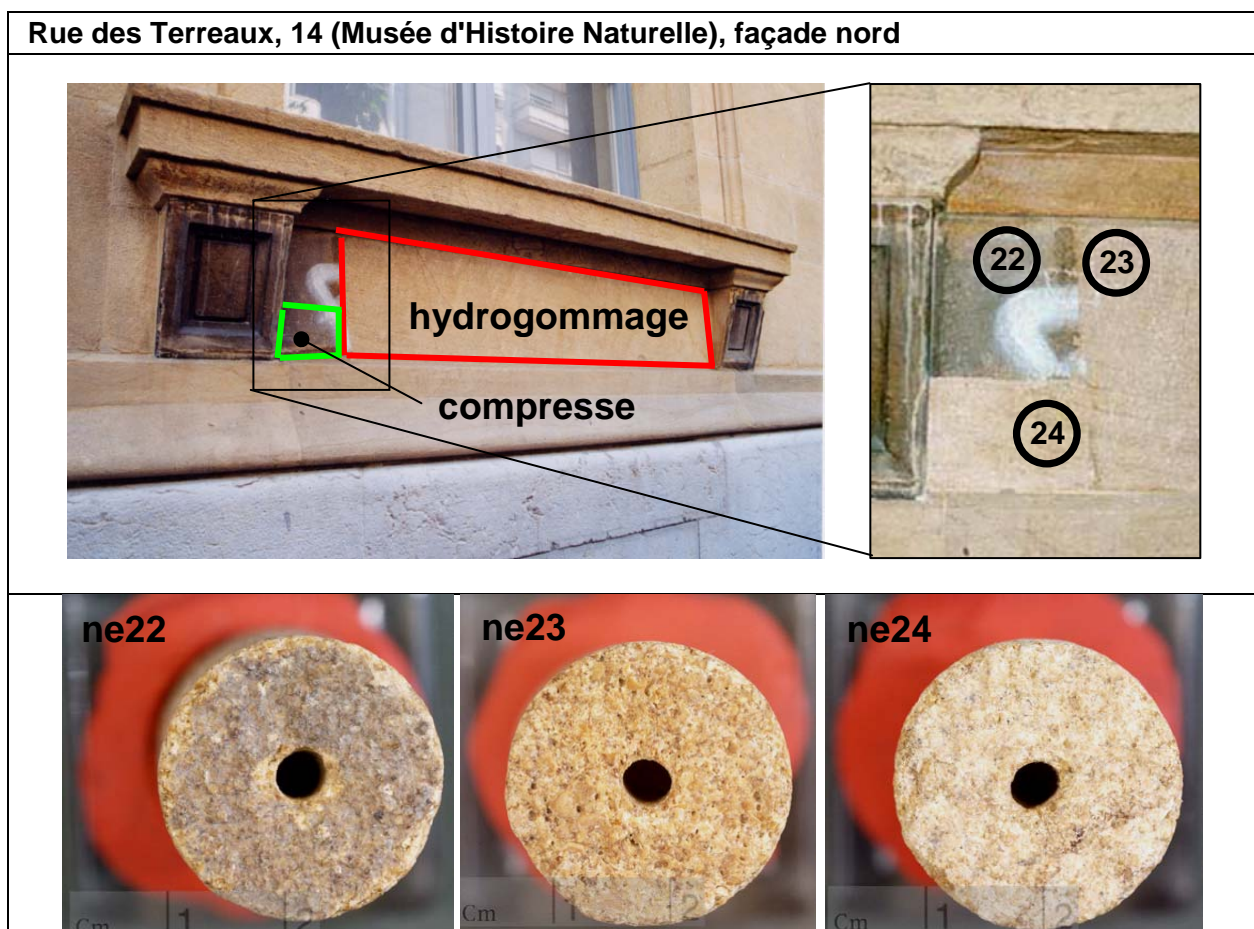 Rue des Terreaux, 14 (Musée d'Histoire Naturelle), façade nord
hydrogommage
compresse
22
23
24
ne22
ne23
ne24
Cm 1 2
Cm 1 2
Cm 1 2